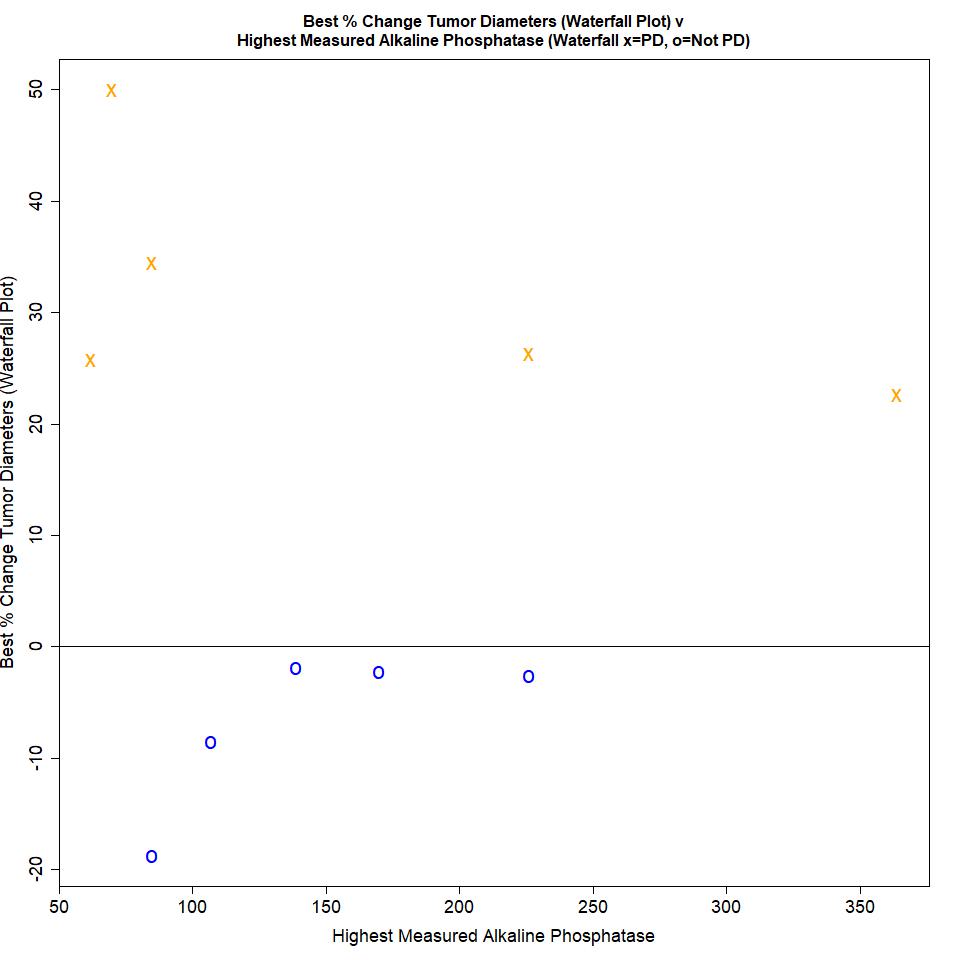 Best % Change Tumor Diameters (Waterfall Plot) v
Highest Measured Alkaline Phosphatase (Waterfall x=PD, o=Not PD)
Best % Change Tumor Diameters (Waterfall Plot)
50
40
30
20
10
0
-10
-20
X
X
X
X
X
O
O
O
O
O
50 100 150 200 250 300 350
Highest Measured Alkaline Phosphatase